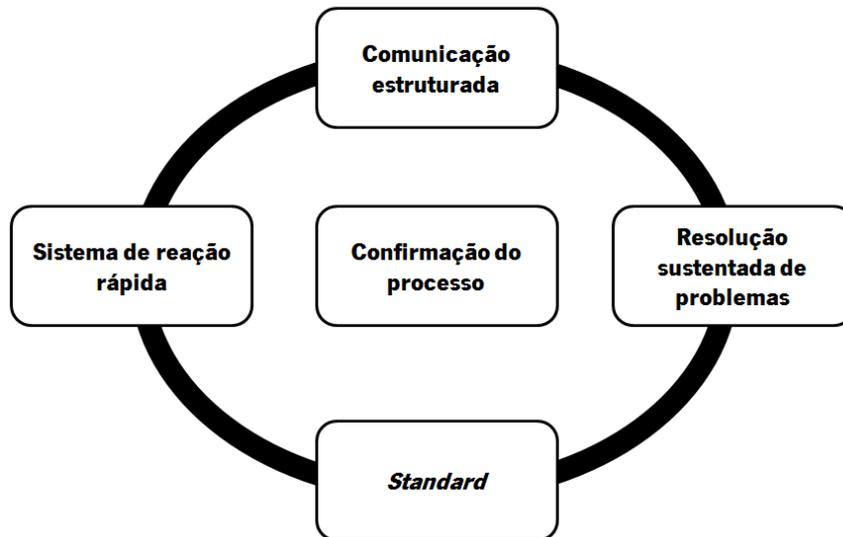 Comunicação
estruturada
Sistema de reação
rápida
Confirmação do
processo
Resolução
sustentada de
problemas
Standard